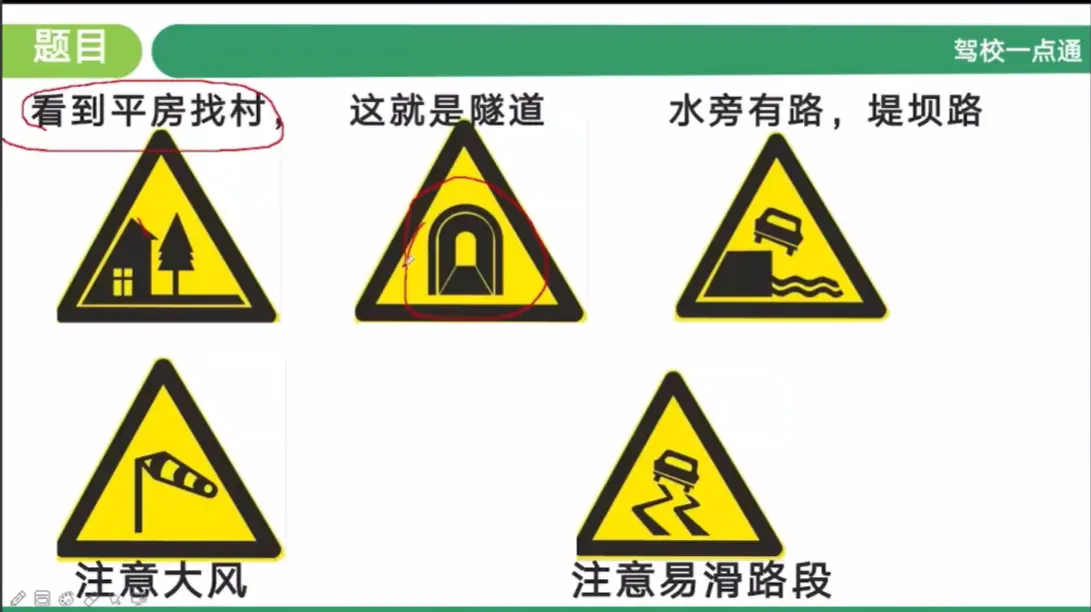 题目
驾校一点通
看到平房找村，
这就是隧道
水旁有路，堤坝路
注意大风
注意易滑路段